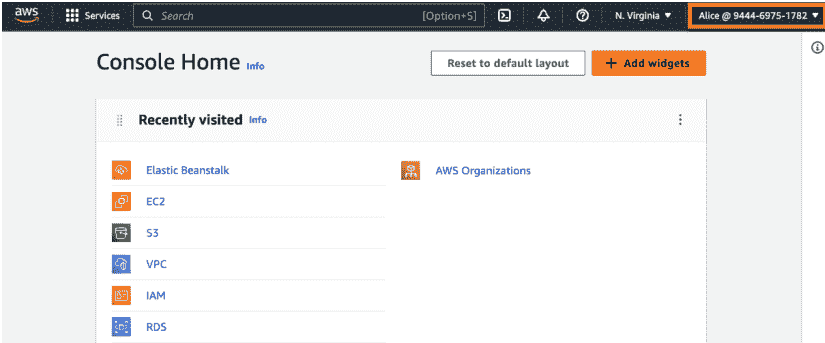 aws Services Search [Option+S] N. Virginia Alice @ 9444-6975-1782
Console Home Info Reset to default layout Add widgets
Recently visited Info
Elastic Beanstalk AWS Organizations
EC2
S3
VPC
IAM
RDS